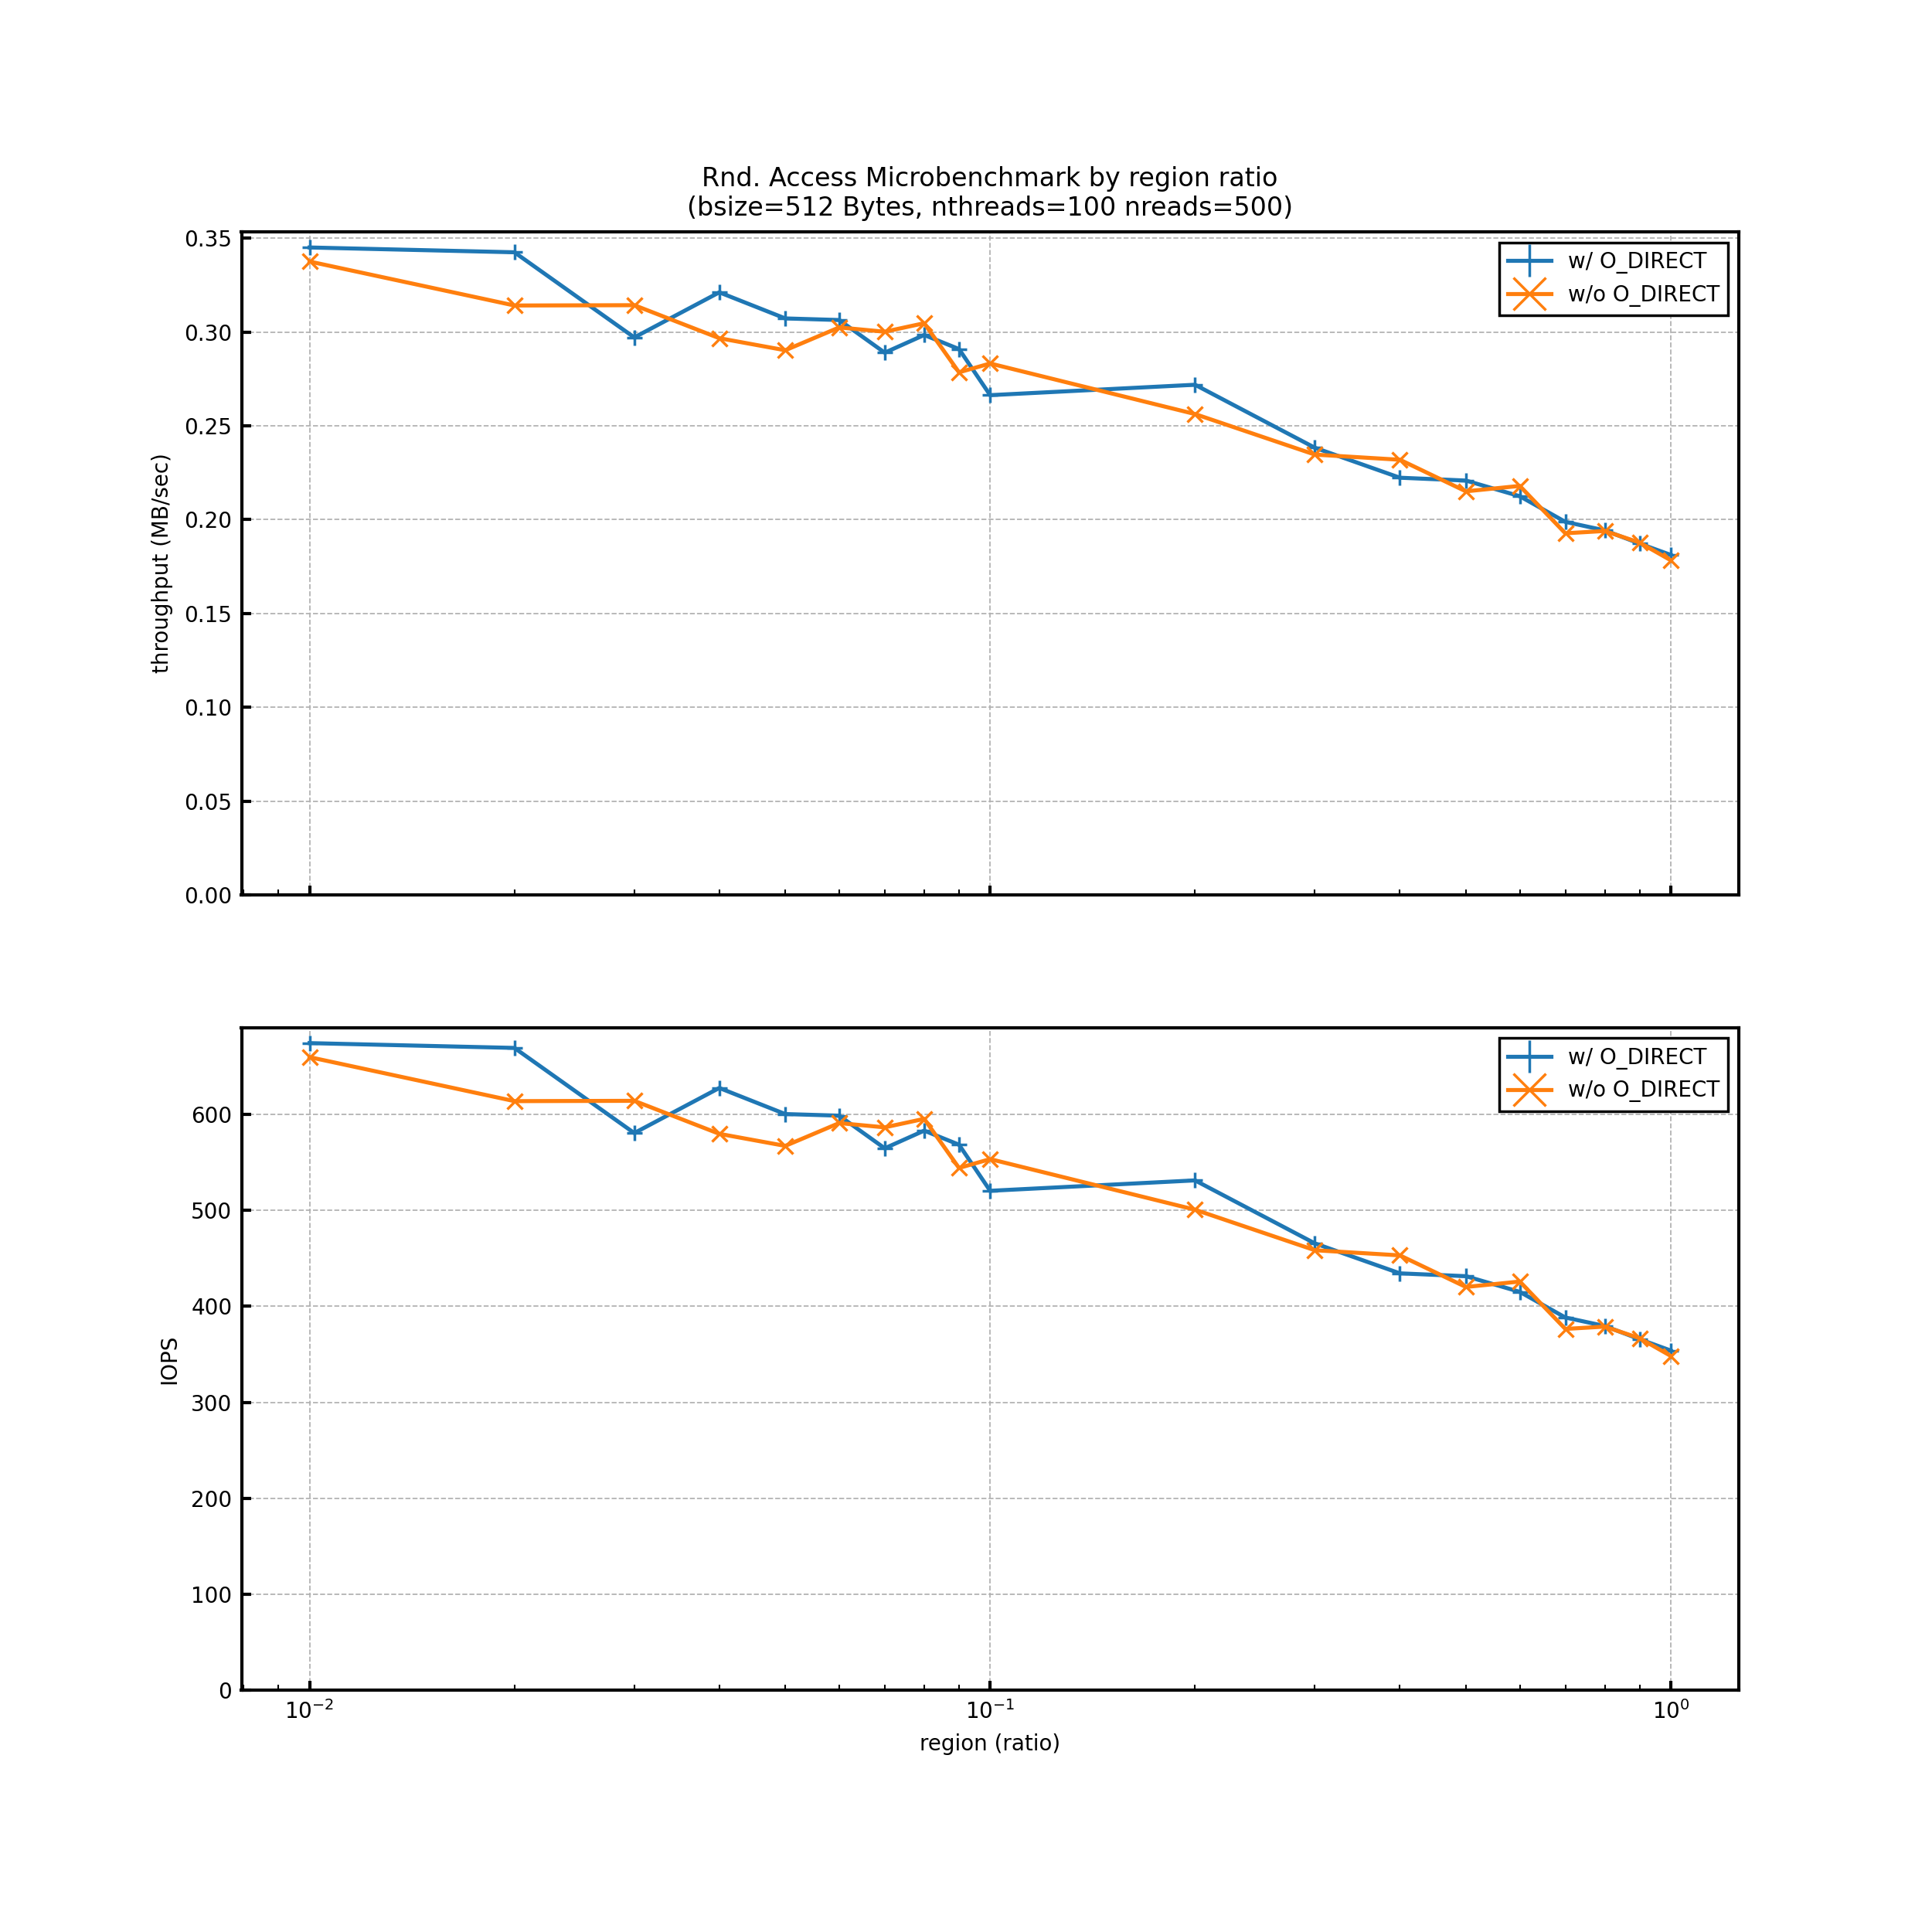 Rnd. Access Microbenchmark by region ratio
(bsize=512 Bytes, nthreads=100 nreads=500)
0.35
0.30
0.25
0.20
0.15
0.10
0.05
0.00
throughput (MB/sec)
w/ O_DIRECT
w/o O_DIRECT
600
500
400
300
200
100
0
IOPS
w/ O_DIRECT
w/o O_DIRECT
10⁻² 10⁻¹ 10⁰
region (ratio)